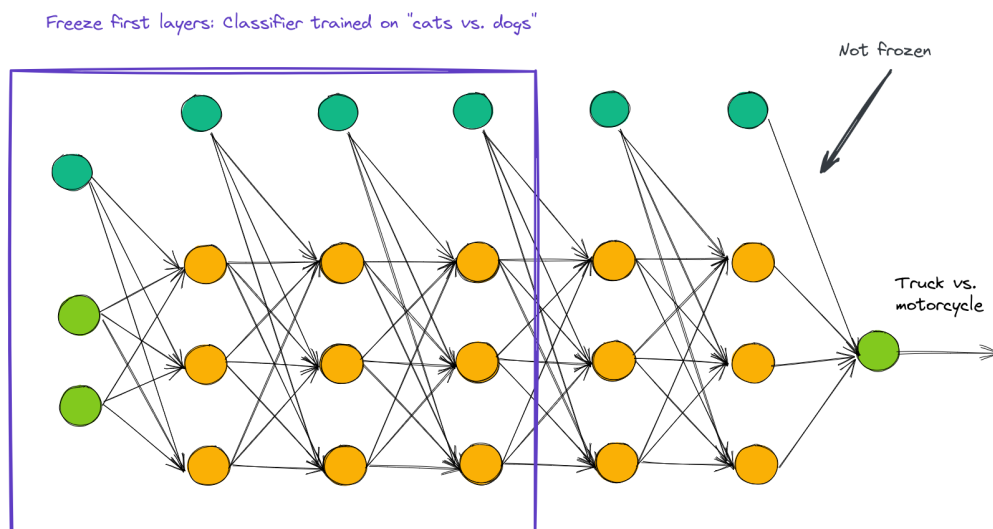 Freeze first layers: Classifier trained on "cats vs. dogs"
Not frozen
Truck vs.
motorcycle